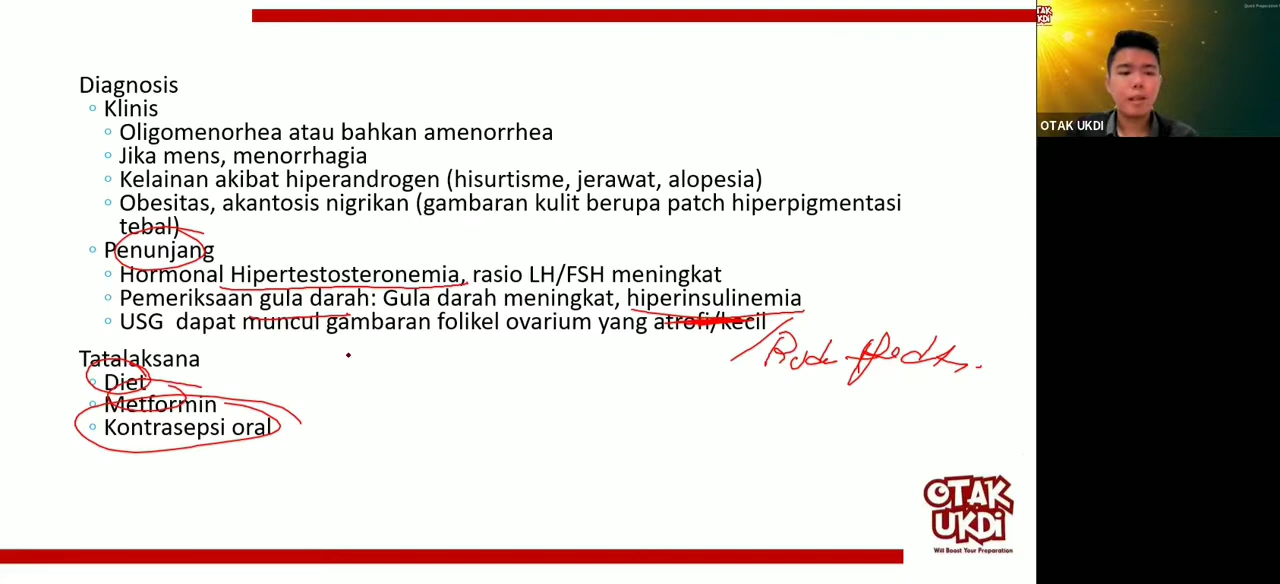 Diagnosis
Klinis
Oligomenorhea atau bahkan amenorrhea
Jika mens, menorrhagia
Kelainan akibat hiperandrogen (hisurtisme, jerawat, alopesia)
Obesitas, akantosis nigrikan (gambaran kulit berupa patch hiperpigmentasi
tebal)
Penunjang
Hormonal Hipertestosteronemia, rasio LH/FSH meningkat
Pemeriksaan gula darah: Gula darah meningkat, hiperinsulinemia
USG dapat muncul gambaran folikel ovarium yang atrofi/kecil
Tatalaksana
Diet
Metformin
Kontrasepsi oral
OTAK
UKDI
Will Boost Your Preparation
OTAK UKDI